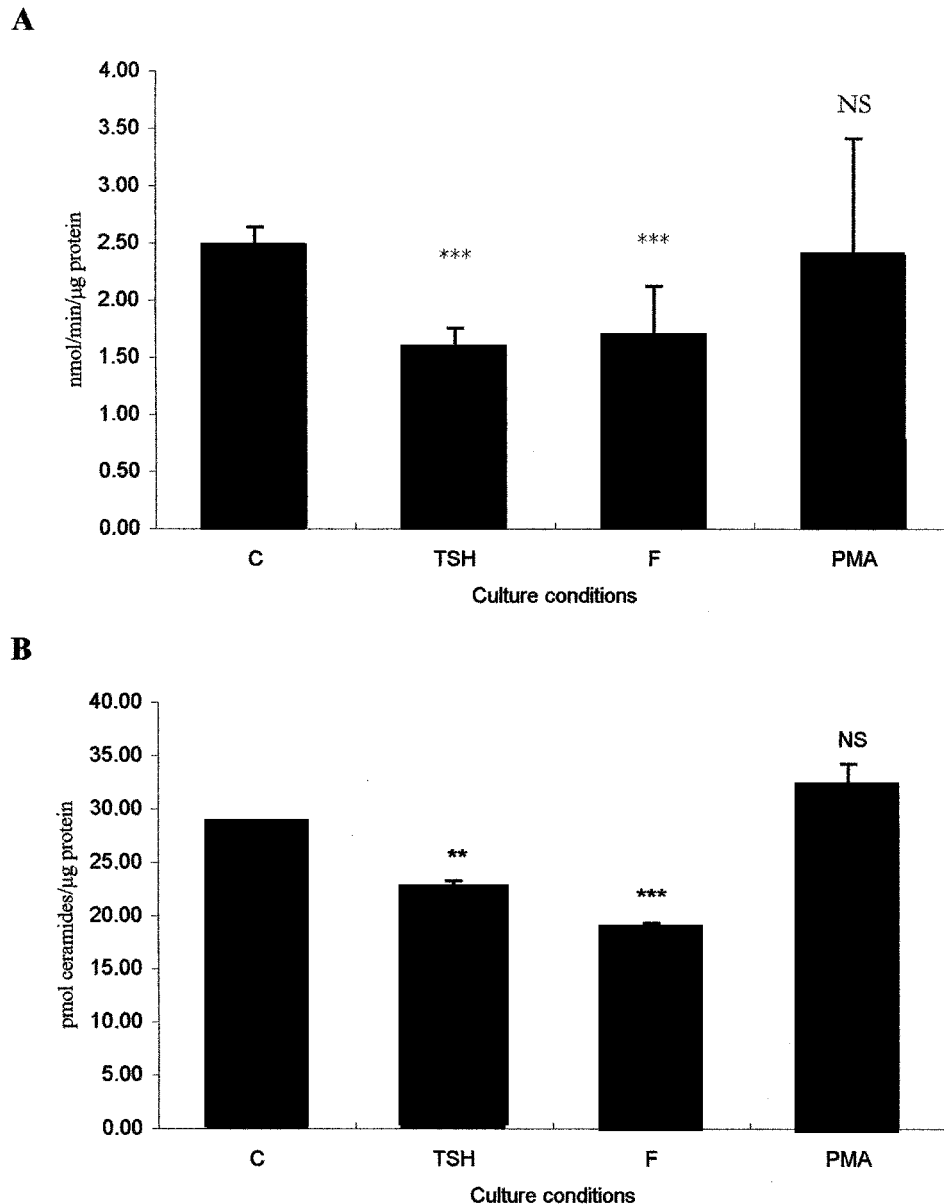 A
nmol/min/µg protein
4.00
3.50
3.00
2.50
2.00
1.50
1.00
0.50
0.00
***
***
NS
C TSH F PMA
Culture conditions
B
pmol ceramides/µg protein
40.00
35.00
30.00
25.00
20.00
15.00
10.00
5.00
0.00
**
***
NS
C TSH F PMA
Culture conditions